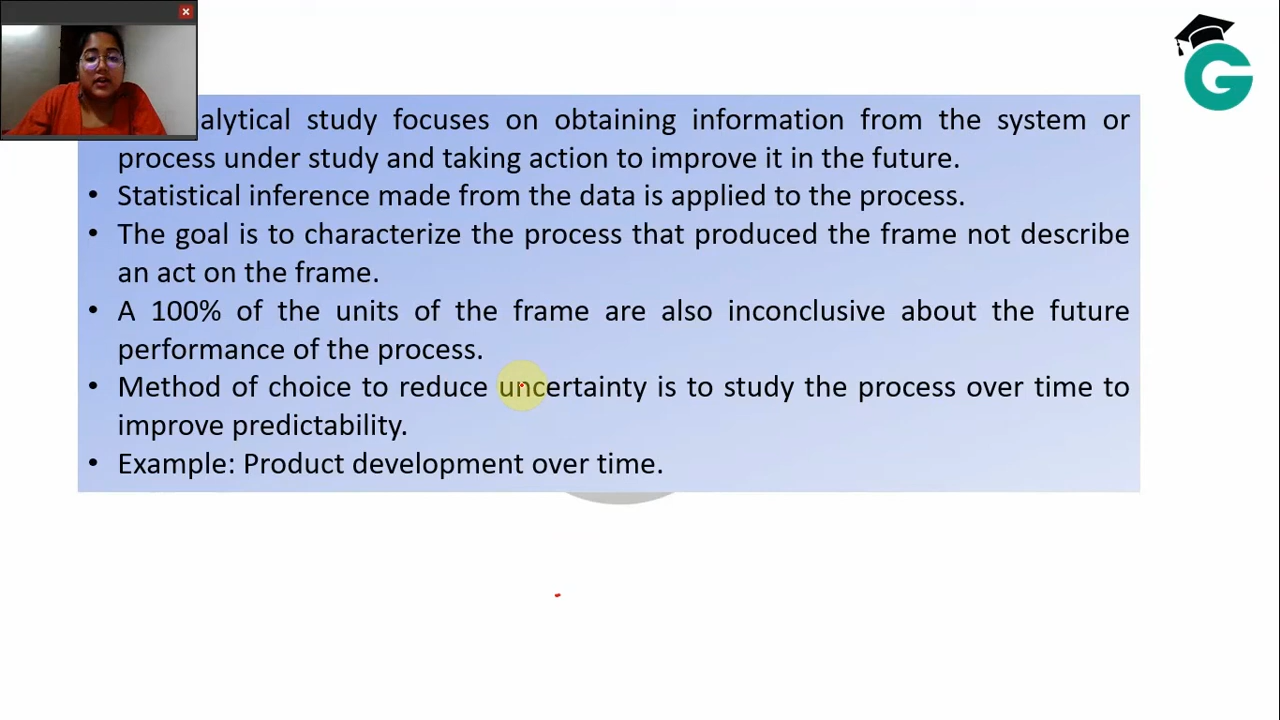 alytical study focuses on obtaining information from the system or
process under study and taking action to improve it in the future.
• Statistical inference made from the data is applied to the process.
• The goal is to characterize the process that produced the frame not describe
an act on the frame.
• A 100% of the units of the frame are also inconclusive about the future
performance of the process.
• Method of choice to reduce uncertainty is to study the process over time to
improve predictability.
• Example: Product development over time.